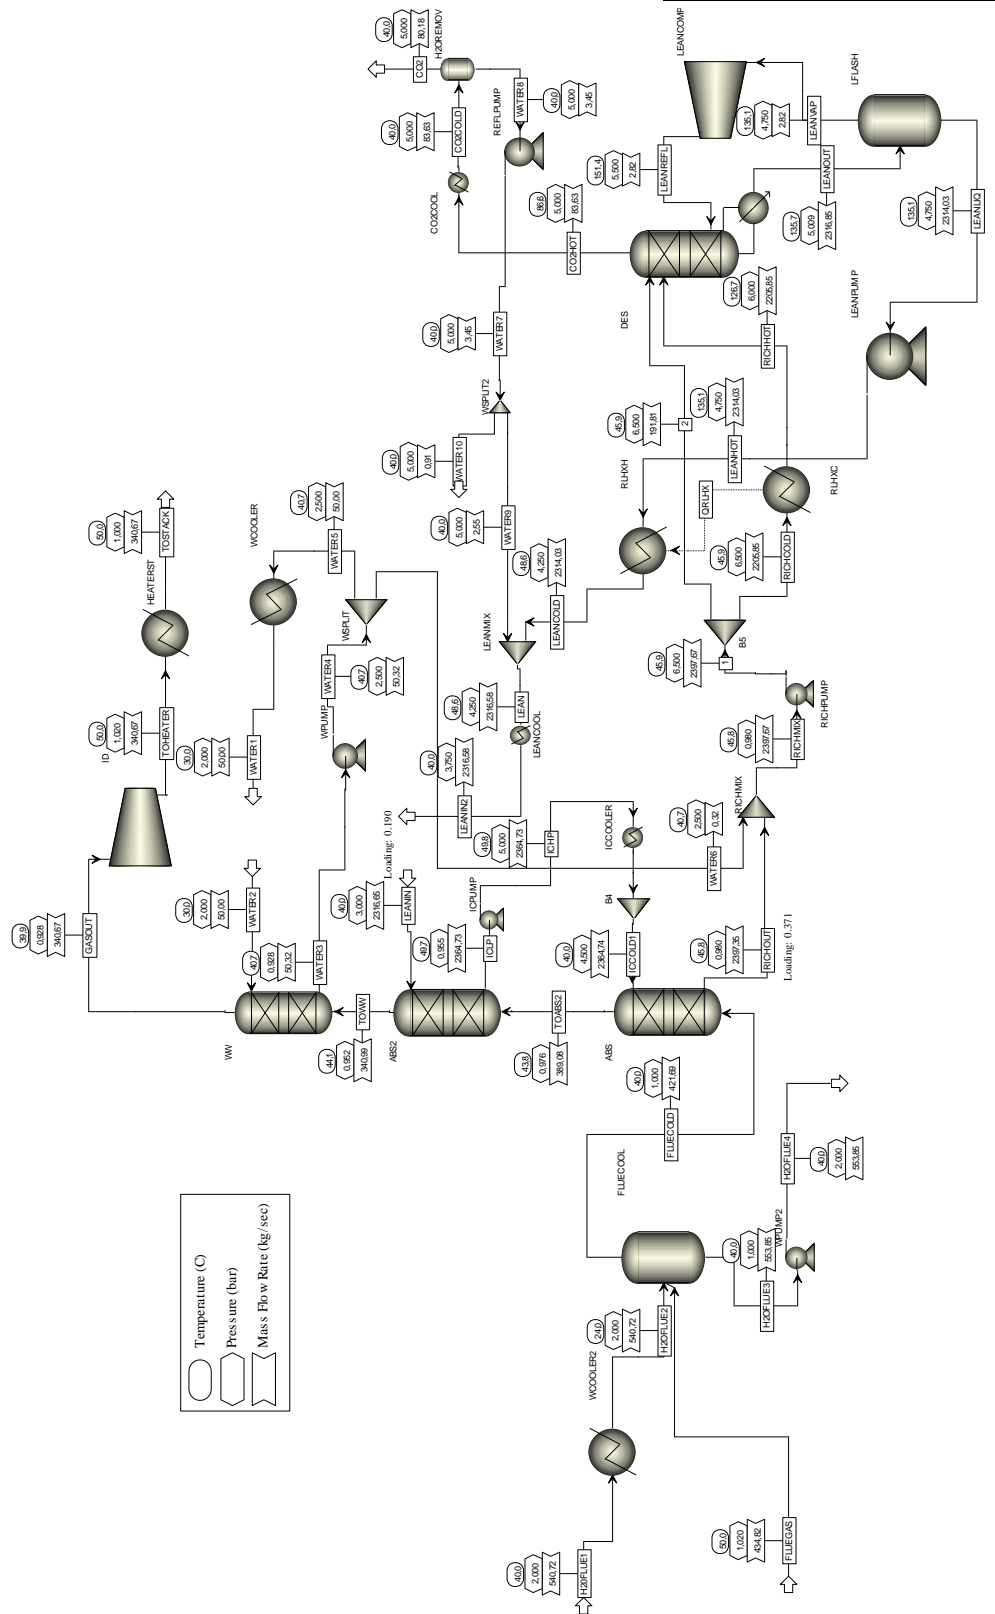 Temperature (C)
Pressure (bar)
Mass Flow Rate (kg/sec)
40,0
2,000
540,72
H2OFLUE1
WCOOLER2
24,0
2,000
540,72
H2OFLUE2
50,0
1,020
434,82
FLUEGAS
FLUECOOL
40,0
1,000
553,85
H2OFLUE3
WPUMP2
40,0
2,000
553,85
H2OFLUE4
40,0
1,000
421,69
FLUECOLD
39,9
0,928
340,67
GASOUT
ID
50,0
1,020
340,67
TOHEATER
HEATERST
50,0
1,000
340,67
TOSTACK
30,0
2,000
50,00
WATER2
WW
40,7
0,928
50,32
WATER3
30,0
2,000
50,00
WATER1
WCOOLER
WPUMP
40,7
2,500
50,32
WATER4
WSPLIT
40,7
2,500
50,00
WATER5
44,1
0,952
340,99
TOWW
ABS2
40,0
3,000
2316,65
LEANIN
Loading: 0.190
49,7
0,955
2364,73
ICLP
ICPUMP
49,8
5,000
2364,73
ICHP
ICCOOLER
B4
40,0
4,500
2364,74
ICCOLD1
43,8
0,976
389,08
TOABS2
ABS
45,8
0,980
2397,35
RICHOUT
Loading: 0.371
40,7
2,500
0,32
WATER6
RICHMIX
45,8
0,980
2397,67
RICHMIX
RICHPUMP
45,9
6,500
2397,67
1
B5
45,9
6,500
191,81
2
45,9
6,500
2205,85
RICHCOLD
RLHXC
QRLHX
RLHXH
40,0
3,750
2316,58
LEANIN2
LEANCOOL
48,6
4,250
2316,58
LEAN
LEANMIX
48,6
4,250
2314,03
LEANCOLD
40,0
5,000
2,55
WATER9
40,0
5,000
0,91
WATER10
WSPLIT2
40,0
5,000
3,45
WATER7
REFLPUMP
40,0
5,000
3,45
WATER8
H2OREMOV
40,0
5,000
80,18
CO2
40,0
5,000
83,63
CO2COLD
CO2COOL
86,6
5,000
83,63
CO2HOT
DES
126,7
6,000
2205,85
RICHHOT
135,1
4,750
2314,03
LEANHOT
LEANPUMP
151,4
5,500
2,82
LEANREFL
LEANCOMP
135,1
4,750
2,82
LEANVAP
135,7
5,009
2316,85
LEANOUT
LFLASH
135,1
4,750
2314,03
LEANLIQ